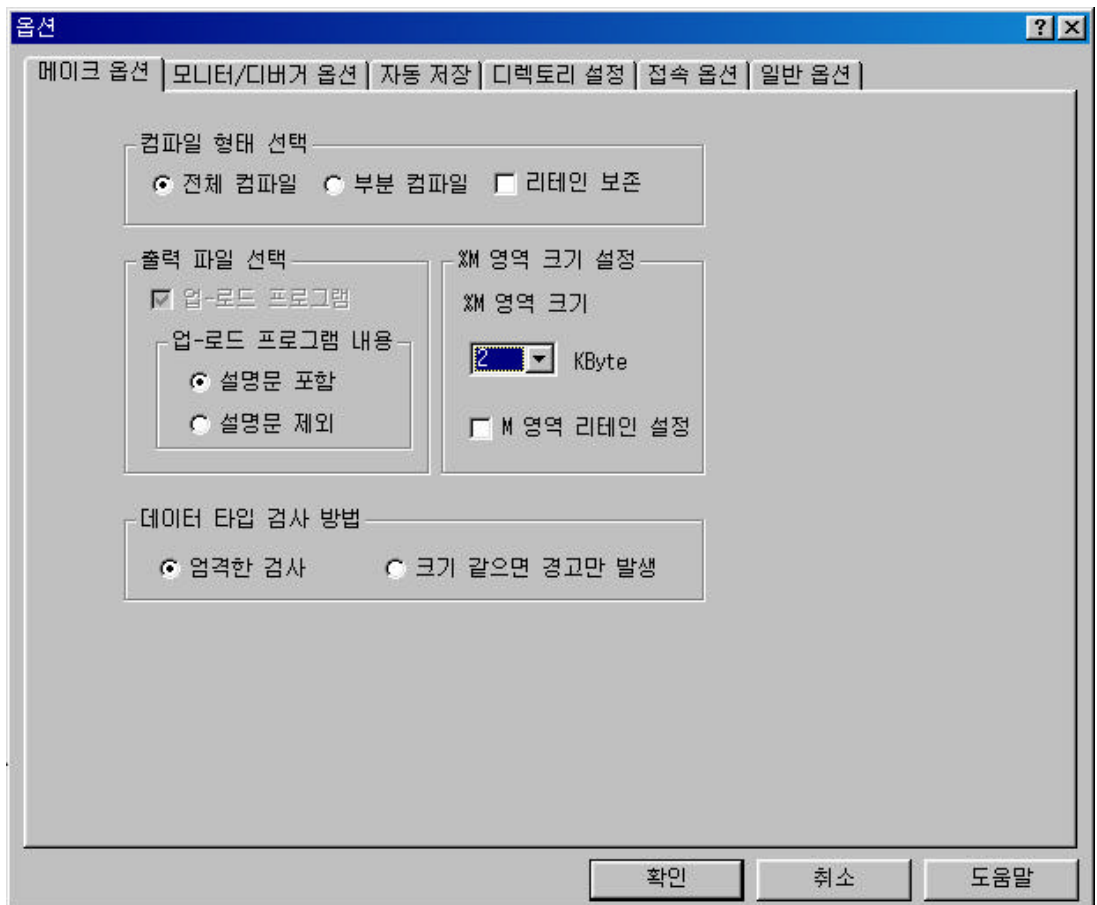 옵션
메이크 옵션 모니터/디버거 옵션 자동 저장 디렉토리 설정 접속 옵션 일반 옵션
컴파일 형태 선택
전체 컴파일 부분 컴파일 리테인 보존
출력 파일 선택
업-로드 프로그램
업-로드 프로그램 내용
설명문 포함
설명문 제외
%M 영역 크기 설정
%M 영역 크기
2 KByte
M 영역 리테인 설정
데이터 타입 검사 방법
엄격한 검사 크기 같으면 경고만 발생
확인 취소 도움말